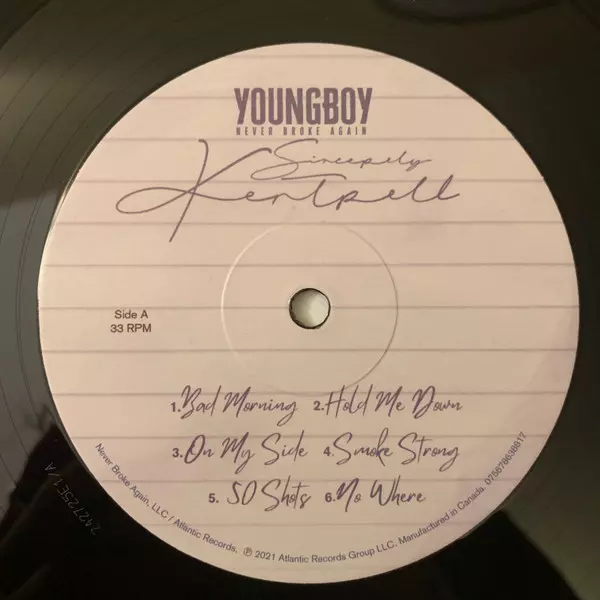 YOUNGBOY
NEVER BROKE AGAIN
Sincerely
Kentrell
Side A
33 RPM
1. Bad Morning 2. Hold Me Down
3. On My Side 4. Smoke Strong
5. 50 Shots 6. No Where
Never Broke Again, LLC / Atlantic Records. ℗ 2021 Atlantic Records Group LLC. Manufactured in Canada. 075678638817
242725E1/A